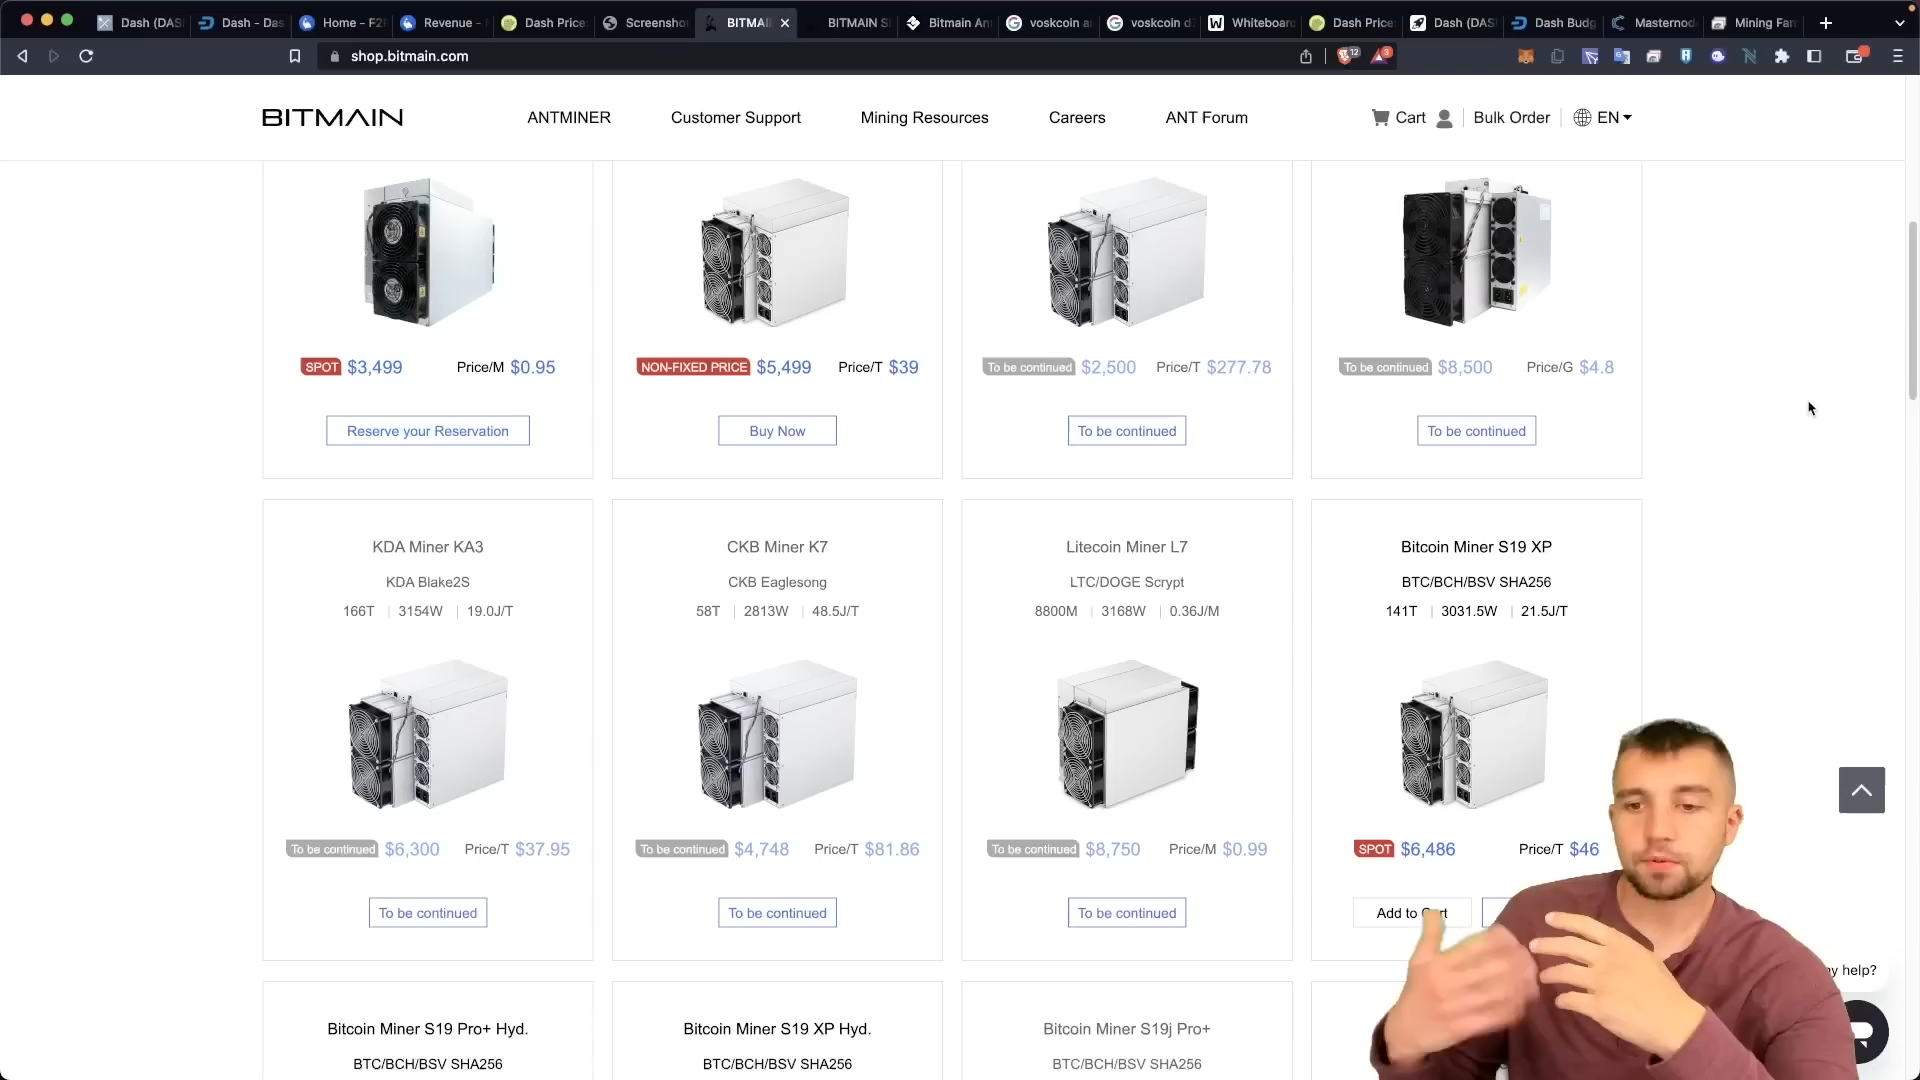 Dash (DAS
Dash - Das
Home - F2P
Revenue -
Dash Price
Screensho
BITMAI
BITMAIN S
Bitmain An
voskcoin a
voskcoin d
Whiteboar
Dash Price
Dash (DAS
Dash Budg
Masternod
Mining Far
shop.bitmain.com
12
3
BITMAIN
ANTMINER
Customer Support
Mining Resources
Careers
ANT Forum
Cart
Bulk Order
EN
SPOT $3,499 Price/M $0.95
NON-FIXED PRICE $5,499 Price/T $39
To be continued $2,500 Price/T $277.78
To be continued $8,500 Price/G $4.8
Reserve your Reservation
Buy Now
To be continued
To be continued
KDA Miner KA3
KDA Blake2S
166T | 3154W | 19.0J/T
CKB Miner K7
CKB Eaglesong
58T | 2813W | 48.5J/T
Litecoin Miner L7
LTC/DOGE Scrypt
8800M | 3168W | 0.36J/M
Bitcoin Miner S19 XP
BTC/BCH/BSV SHA256
141T | 3031.5W | 21.5J/T
To be continued $6,300 Price/T $37.95
To be continued $4,748 Price/T $81.86
To be continued $8,750 Price/M $0.99
SPOT $6,486 Price/T $46
To be continued
To be continued
To be continued
Add to Cart
help?
Bitcoin Miner S19 Pro+ Hyd.
BTC/BCH/BSV SHA256
Bitcoin Miner S19 XP Hyd.
BTC/BCH/BSV SHA256
Bitcoin Miner S19j Pro+
BTC/BCH/BSV SHA256